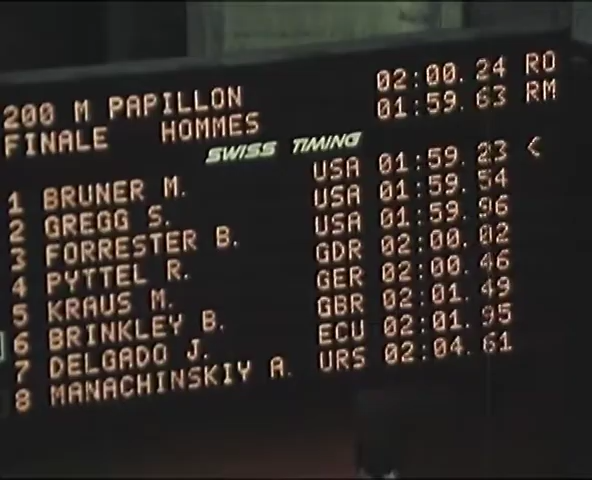 200 M PAPILLON 02:00.24 RO
FINALE HOMMES 01:59.63 RM
SWISS TIMING
1 BRUNER M. USA 01:59.23 <
2 GREGG S. USA 01:59.54
3 FORRESTER B. USA 01:59.96
4 PYTTEL R. GDR 02:00.02
5 KRAUS M. GER 02:00.46
6 BRINKLEY B. GBR 02:01.49
7 DELGADO J. ECU 02:01.95
8 MANACHINSKIY A. URS 02:04.61